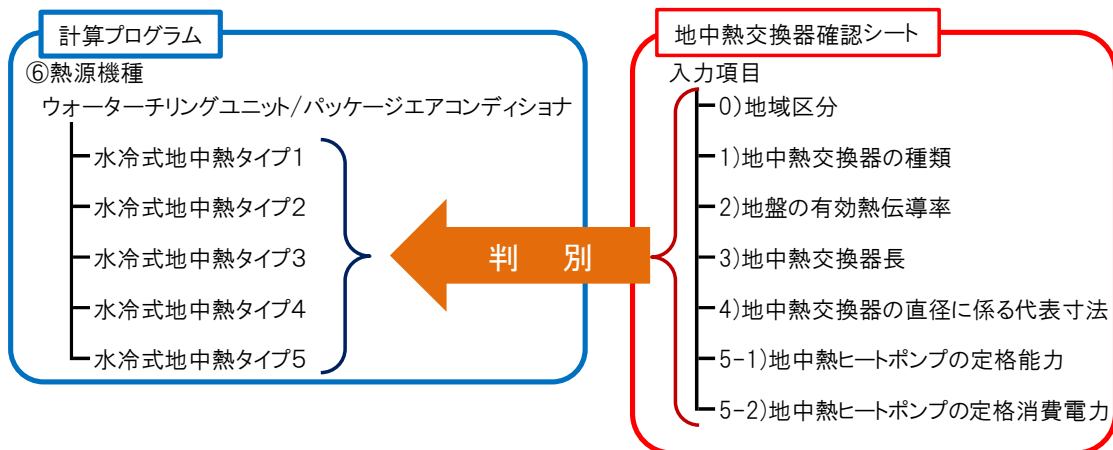 計算プログラム
⑥熱源機種
ウォーターチリングユニット/パッケージエアコンディショナ
水冷式地中熱タイプ1
水冷式地中熱タイプ2
水冷式地中熱タイプ3
水冷式地中熱タイプ4
水冷式地中熱タイプ5
判 別
地中熱交換器確認シート
入力項目
0)地域区分
1)地中熱交換器の種類
2)地盤の有効熱伝導率
3)地中熱交換器長
4)地中熱交換器の直径に係る代表寸法
5-1)地中熱ヒートポンプの定格能力
5-2)地中熱ヒートポンプの定格消費電力